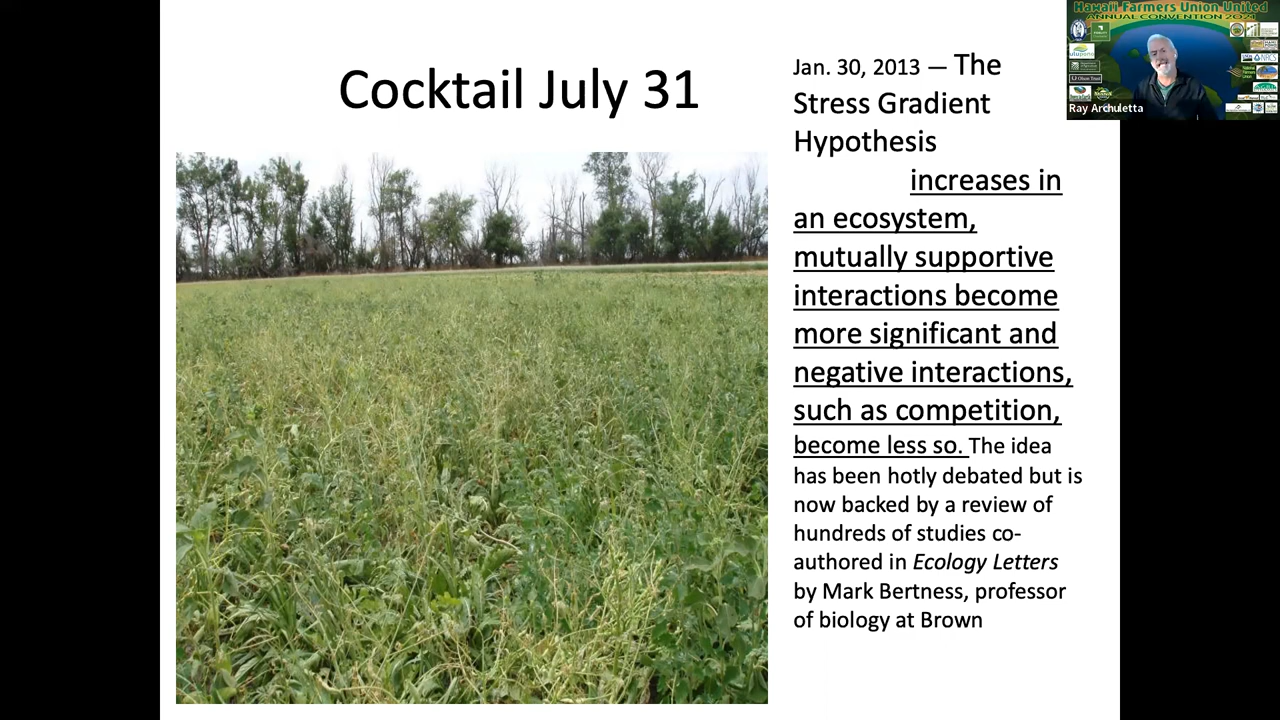 Cocktail July 31
Jan. 30, 2013 — The
Stress Gradient
Hypothesis
increases in
an ecosystem,
mutually supportive
interactions become
more significant and
negative interactions,
such as competition,
become less so. The idea
has been hotly debated but is
now backed by a review of
hundreds of studies co-
authored in Ecology Letters
by Mark Bertness, professor
of biology at Brown
Hawaii Farmers Union United
ANNUAL CONVENTION 2024
Ray Archuletta